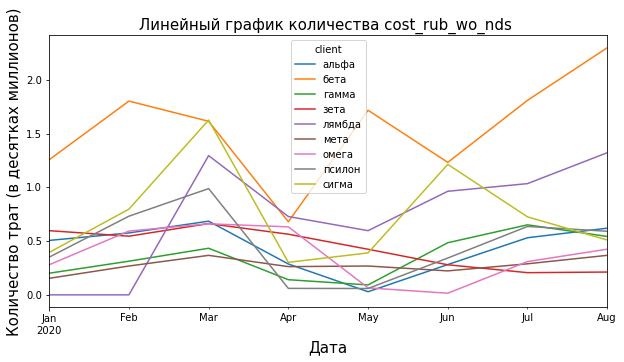 Линейный график количества cost_rub_wo_nds
Количество трат (в десятках миллионов)
2.0
1.5
1.0
0.5
0.0
client
альфа
бета
гамма
зета
лямбда
мета
омега
псилон
сигма
Jan Feb Mar Apr May Jun Jul Aug
2020
Дата